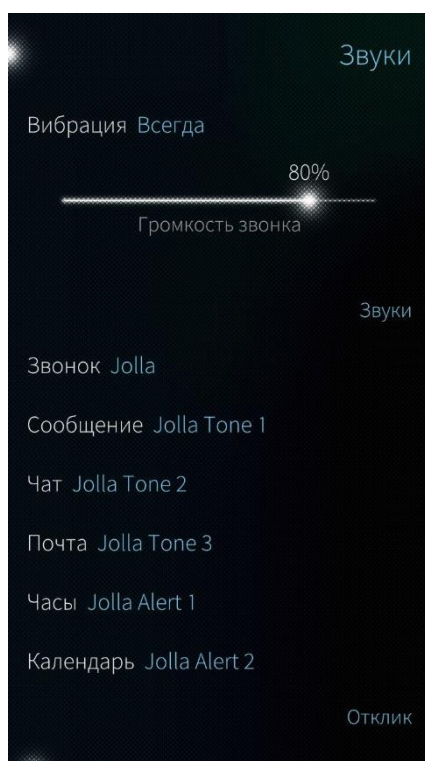 Звуки
Вибрация Всегда
80%
Громкость звонка
Звуки
Звонок Jolla
Сообщение Jolla Tone 1
Чат Jolla Tone 2
Почта Jolla Tone 3
Часы Jolla Alert 1
Календарь Jolla Alert 2
Отклик